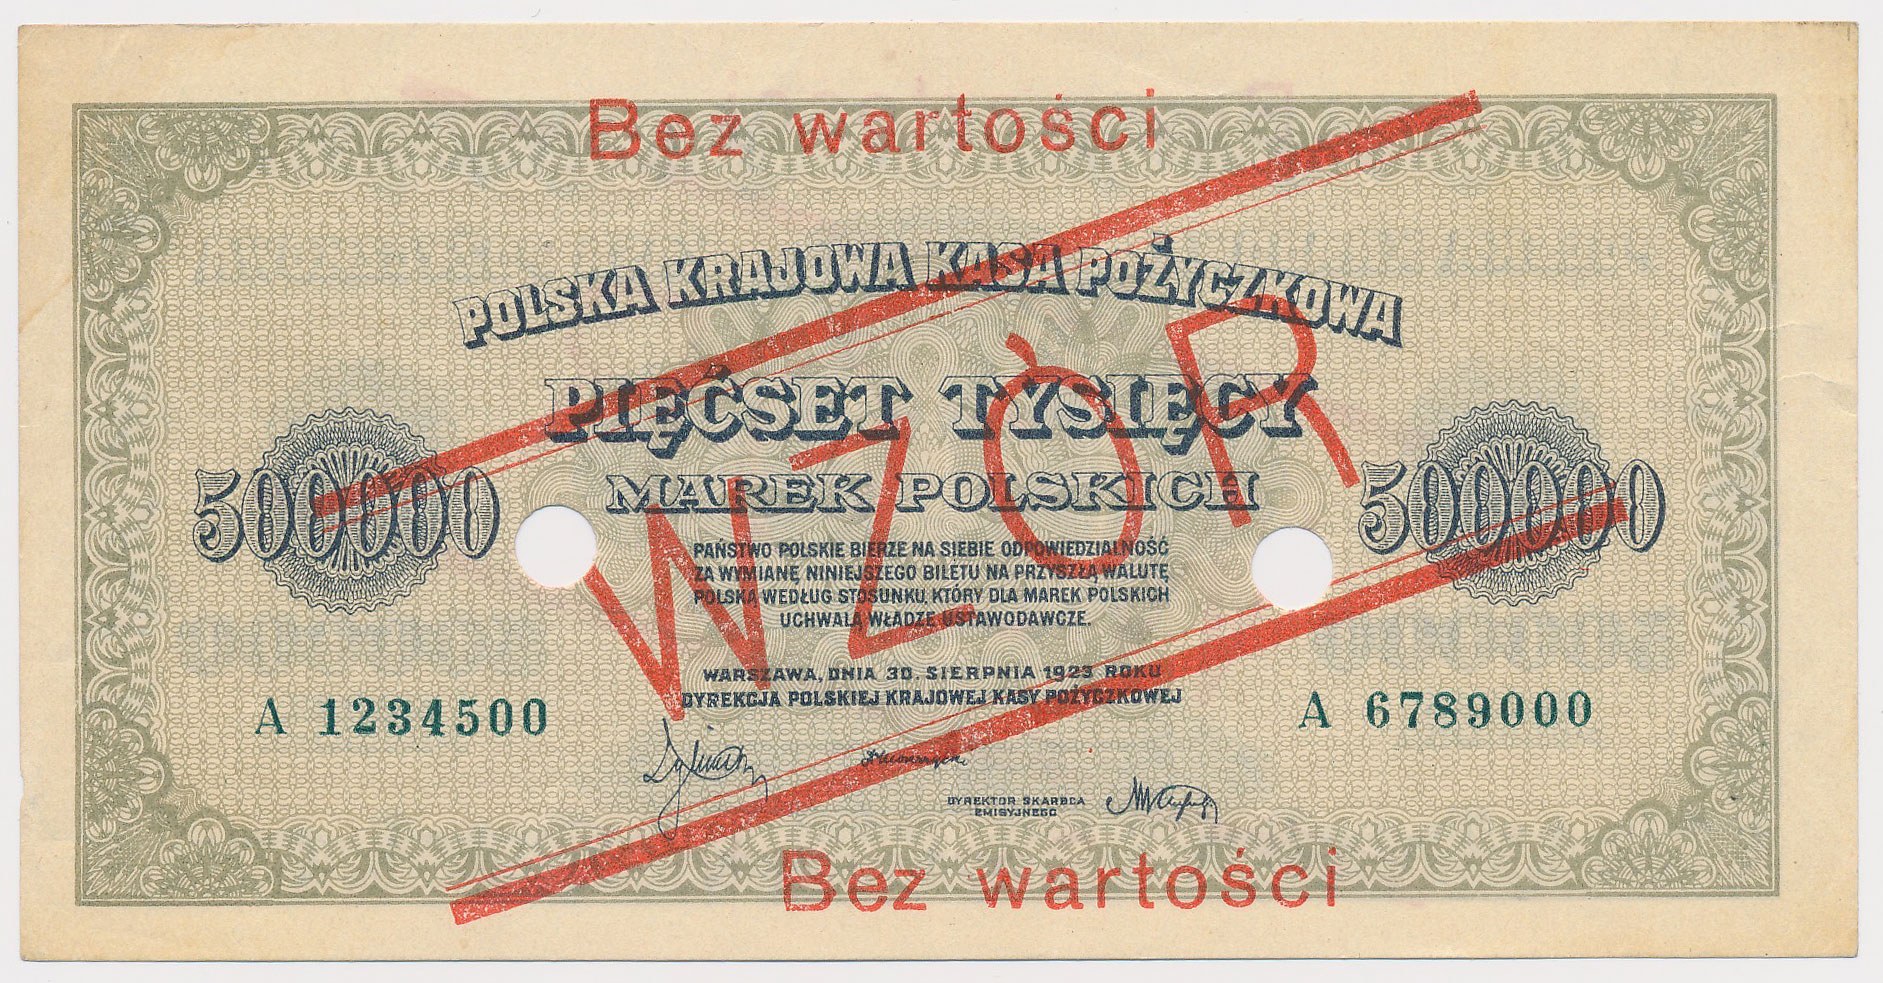 Bez wartości
POLSKA KRAJOWA KASA POŻYCZKOWA
PIĘĆSET TYSIĘCY
MAREK POLSKICH
500000
500000
WZÓR
PAŃSTWO POLSKIE BIERZE NA SIEBIE ODPOWIEDZIALNOŚĆ
ZA WYMIANĘ NINIEJSZEGO BILETU NA PRZYSZŁĄ WALUTĘ
POLSKĄ WEDŁUG STOSUNKU, KTÓRY DLA MAREK POLSKICH
UCHWALĄ WŁADZE USTAWODAWCZE.
WARSZAWA, DNIA 30. SIERPNIA 1923 ROKU
DYREKCJA POLSKIEJ KRAJOWEJ KASY POŻYCZKOWEJ
A 1234500
A 6789000
DYREKTOR SKARBCA
EMISYJNEGO
Bez wartości